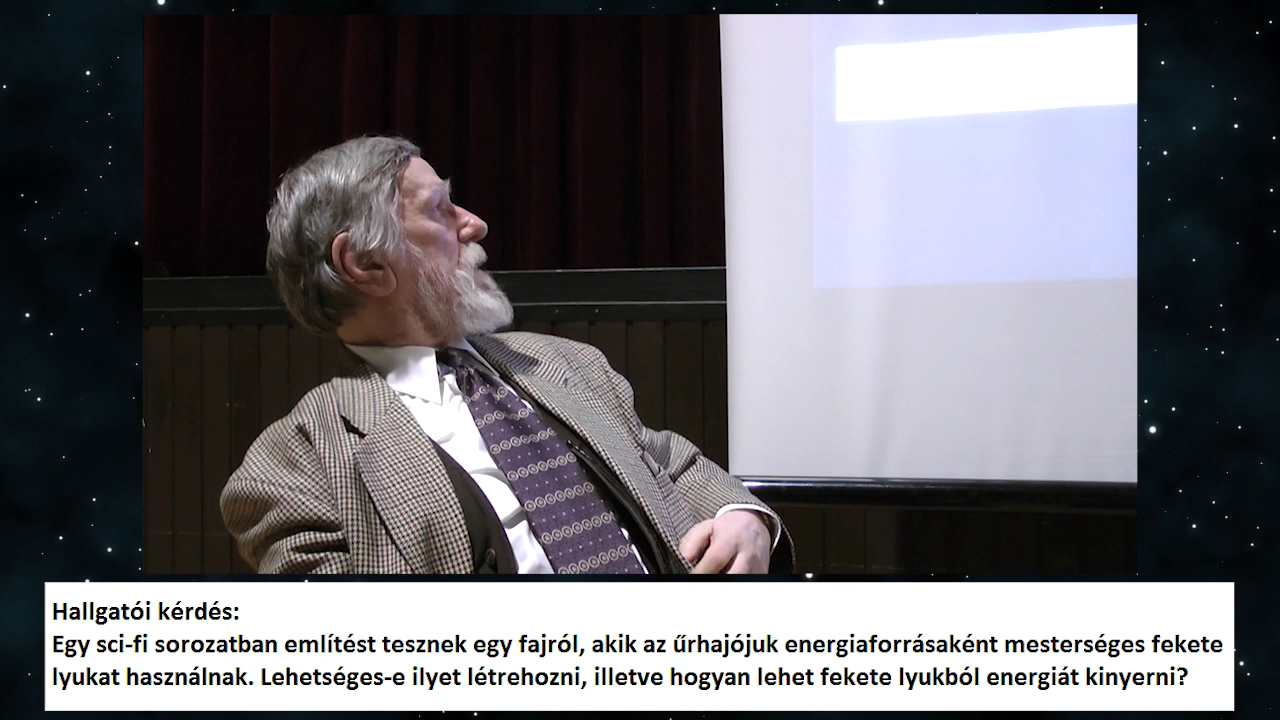 Hallgatói kérdés:
Egy sci-fi sorozatban említést tesznek egy fajról, akik az űrhajójuk energiaforrásaként mesterséges fekete
lyukat használnak. Lehetséges-e ilyet létrehozni, illetve hogyan lehet fekete lyukból energiát kinyerni?